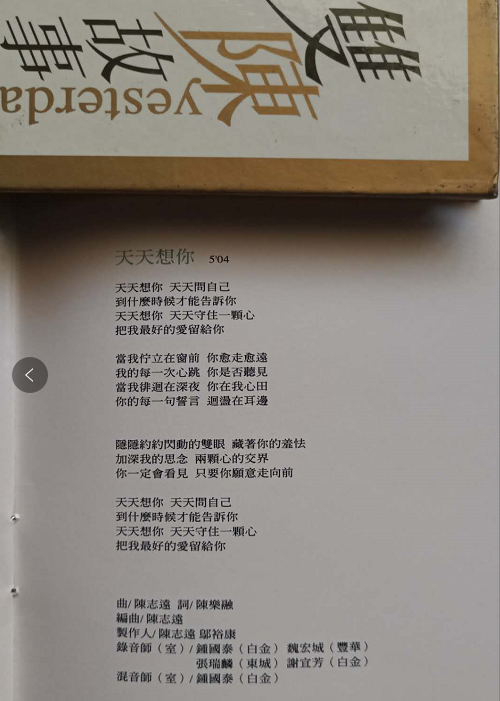 雙
陳
故事
yesterda
天天想你 5'04
天天想你 天天問自己
到什麼時候才能告訴你
天天想你 天天守住一顆心
把我最好的愛留給你
當我佇立在窗前 你愈走愈遠
我的每一次心跳 你是否聽見
當我徘迴在深夜 你在我心田
你的每一句誓言 迴盪在耳邊
隱隱約約閃動的雙眼 藏著你的羞怯
加深我的思念 兩顆心的交界
你一定會看見 只要你願意走向前
天天想你 天天問自己
到什麼時候才能告訴你
天天想你 天天守住一顆心
把我最好的愛留給你
曲/陳志遠 詞/陳樂融
編曲/陳志遠
製作人/陳志遠 鄔裕康
錄音師（室）/鍾國泰（白金） 魏宏城（豐華）
張瑞麟（東城） 謝宜芳（白金）
混音師（室）/鍾國泰（白金）